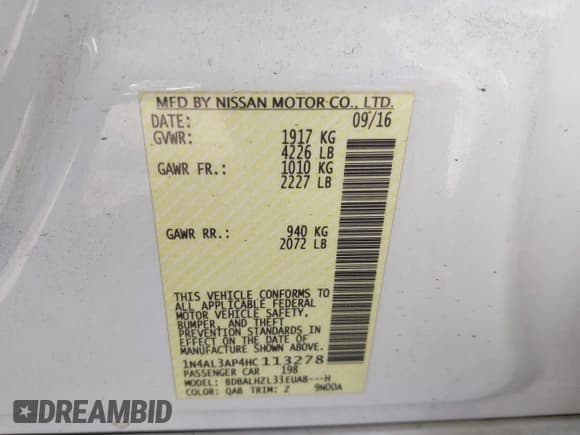 MFD BY NISSAN MOTOR CO., LTD.
DATE: 09/16
GVWR: 1917 KG
4226 LB
GAWR FR.: 1010 KG
2227 LB
GAWR RR.: 940 KG
2072 LB
THIS VEHICLE CONFORMS TO
ALL APPLICABLE FEDERAL
MOTOR VEHICLE SAFETY,
BUMPER, AND THEFT
PREVENTION STANDARDS IN
EFFECT ON THE DATE OF
MANUFACTURE SHOWN ABOVE.
1N4AL3AP4HC113278
PASSENGER CAR 198
MODEL: BDBALHZL33EUA8---H
COLOR: QAB TRIM: Z 9N00A
DREAMBID